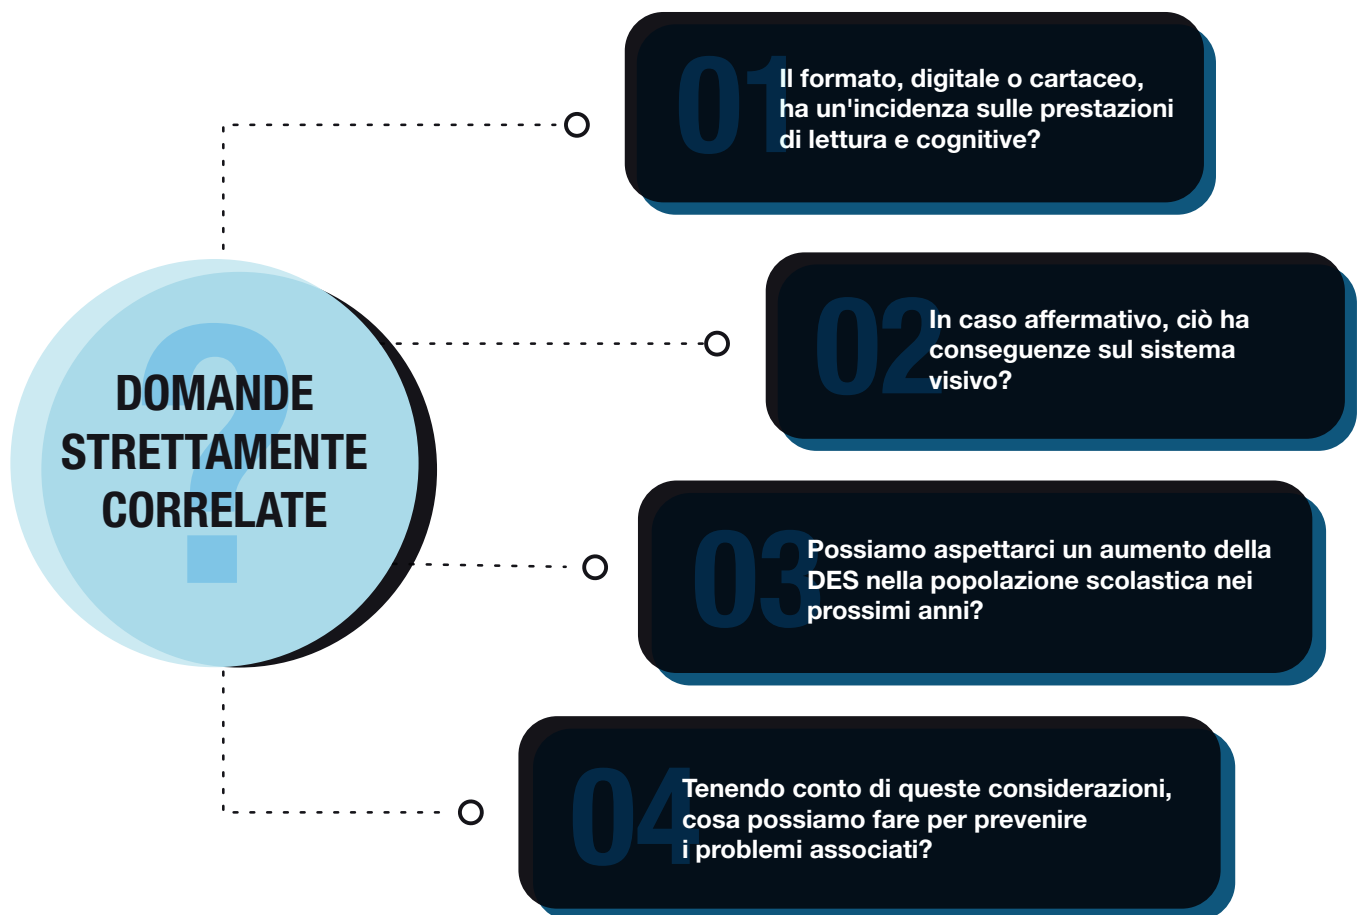 ?
DOMANDE
STRETTAMENTE
CORRELATE
01
Il formato, digitale o cartaceo,
ha un'incidenza sulle prestazioni
di lettura e cognitive?
02
In caso affermativo, ciò ha
conseguenze sul sistema
visivo?
03
Possiamo aspettarci un aumento della
DES nella popolazione scolastica nei
prossimi anni?
04
Tenendo conto di queste considerazioni,
cosa possiamo fare per prevenire
i problemi associati?